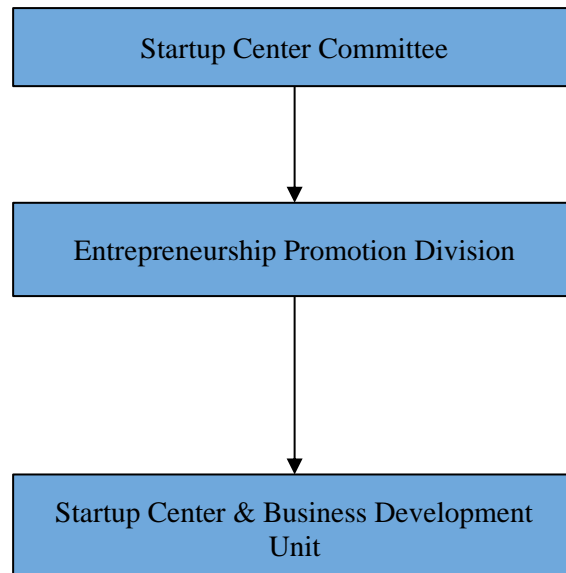 Startup Center Committee
Entrepreneurship Promotion Division
Startup Center & Business Development
Unit